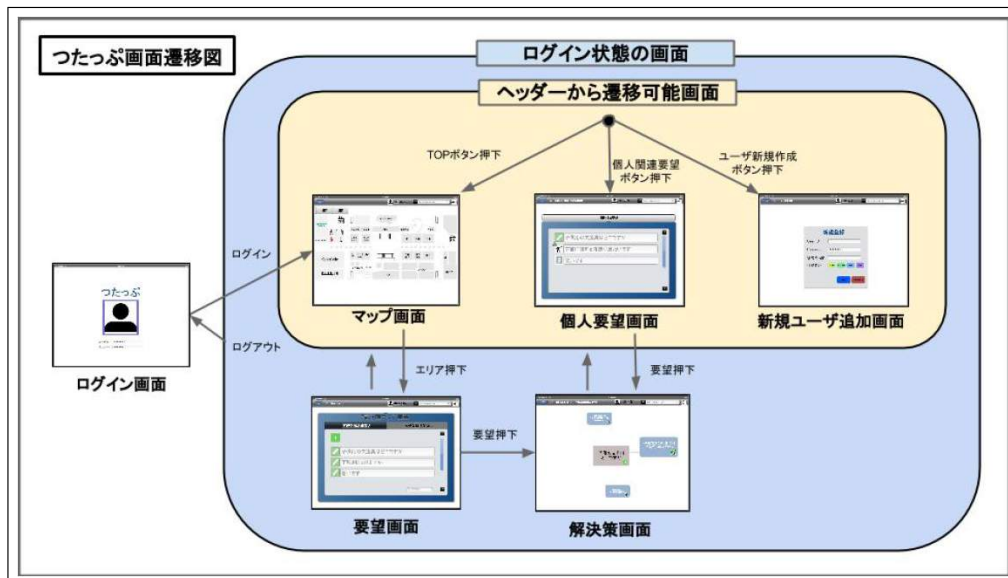 つたっぷ画面遷移図
ログイン状態の画面
ヘッダーから遷移可能画面
TOPボタン押下
個人関連要望
ボタン押下
ユーザ新規作成
ボタン押下
ログイン
つたっぷ
マップ画面
個人要望画面
新規ユーザ追加画面
ログアウト
ログイン画面
エリア押下
要望押下
要望押下
要望画面
解決策画面